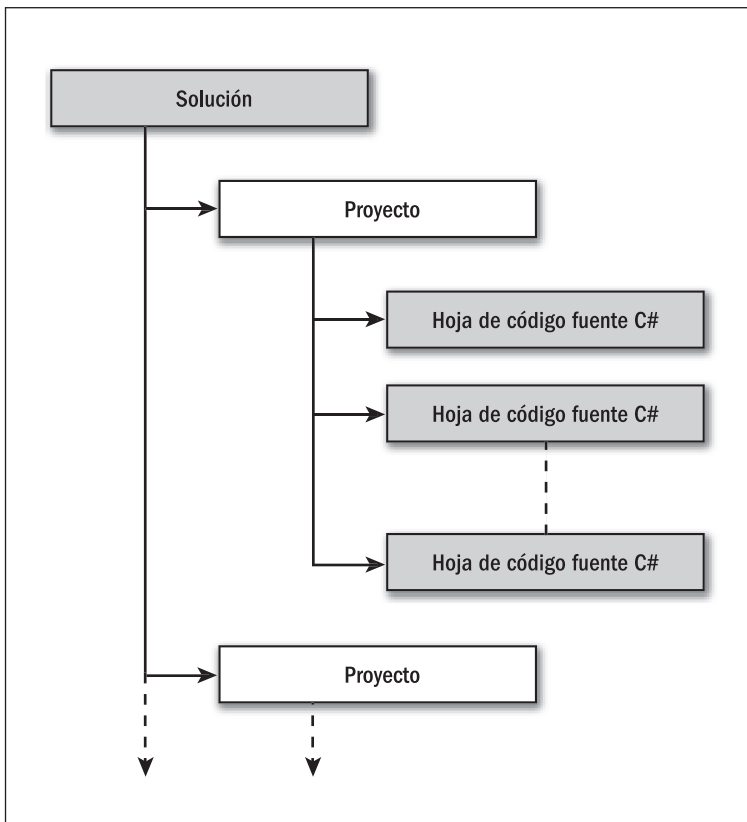 Solución
Proyecto
Hoja de código fuente C#
Hoja de código fuente C#
Hoja de código fuente C#
Proyecto